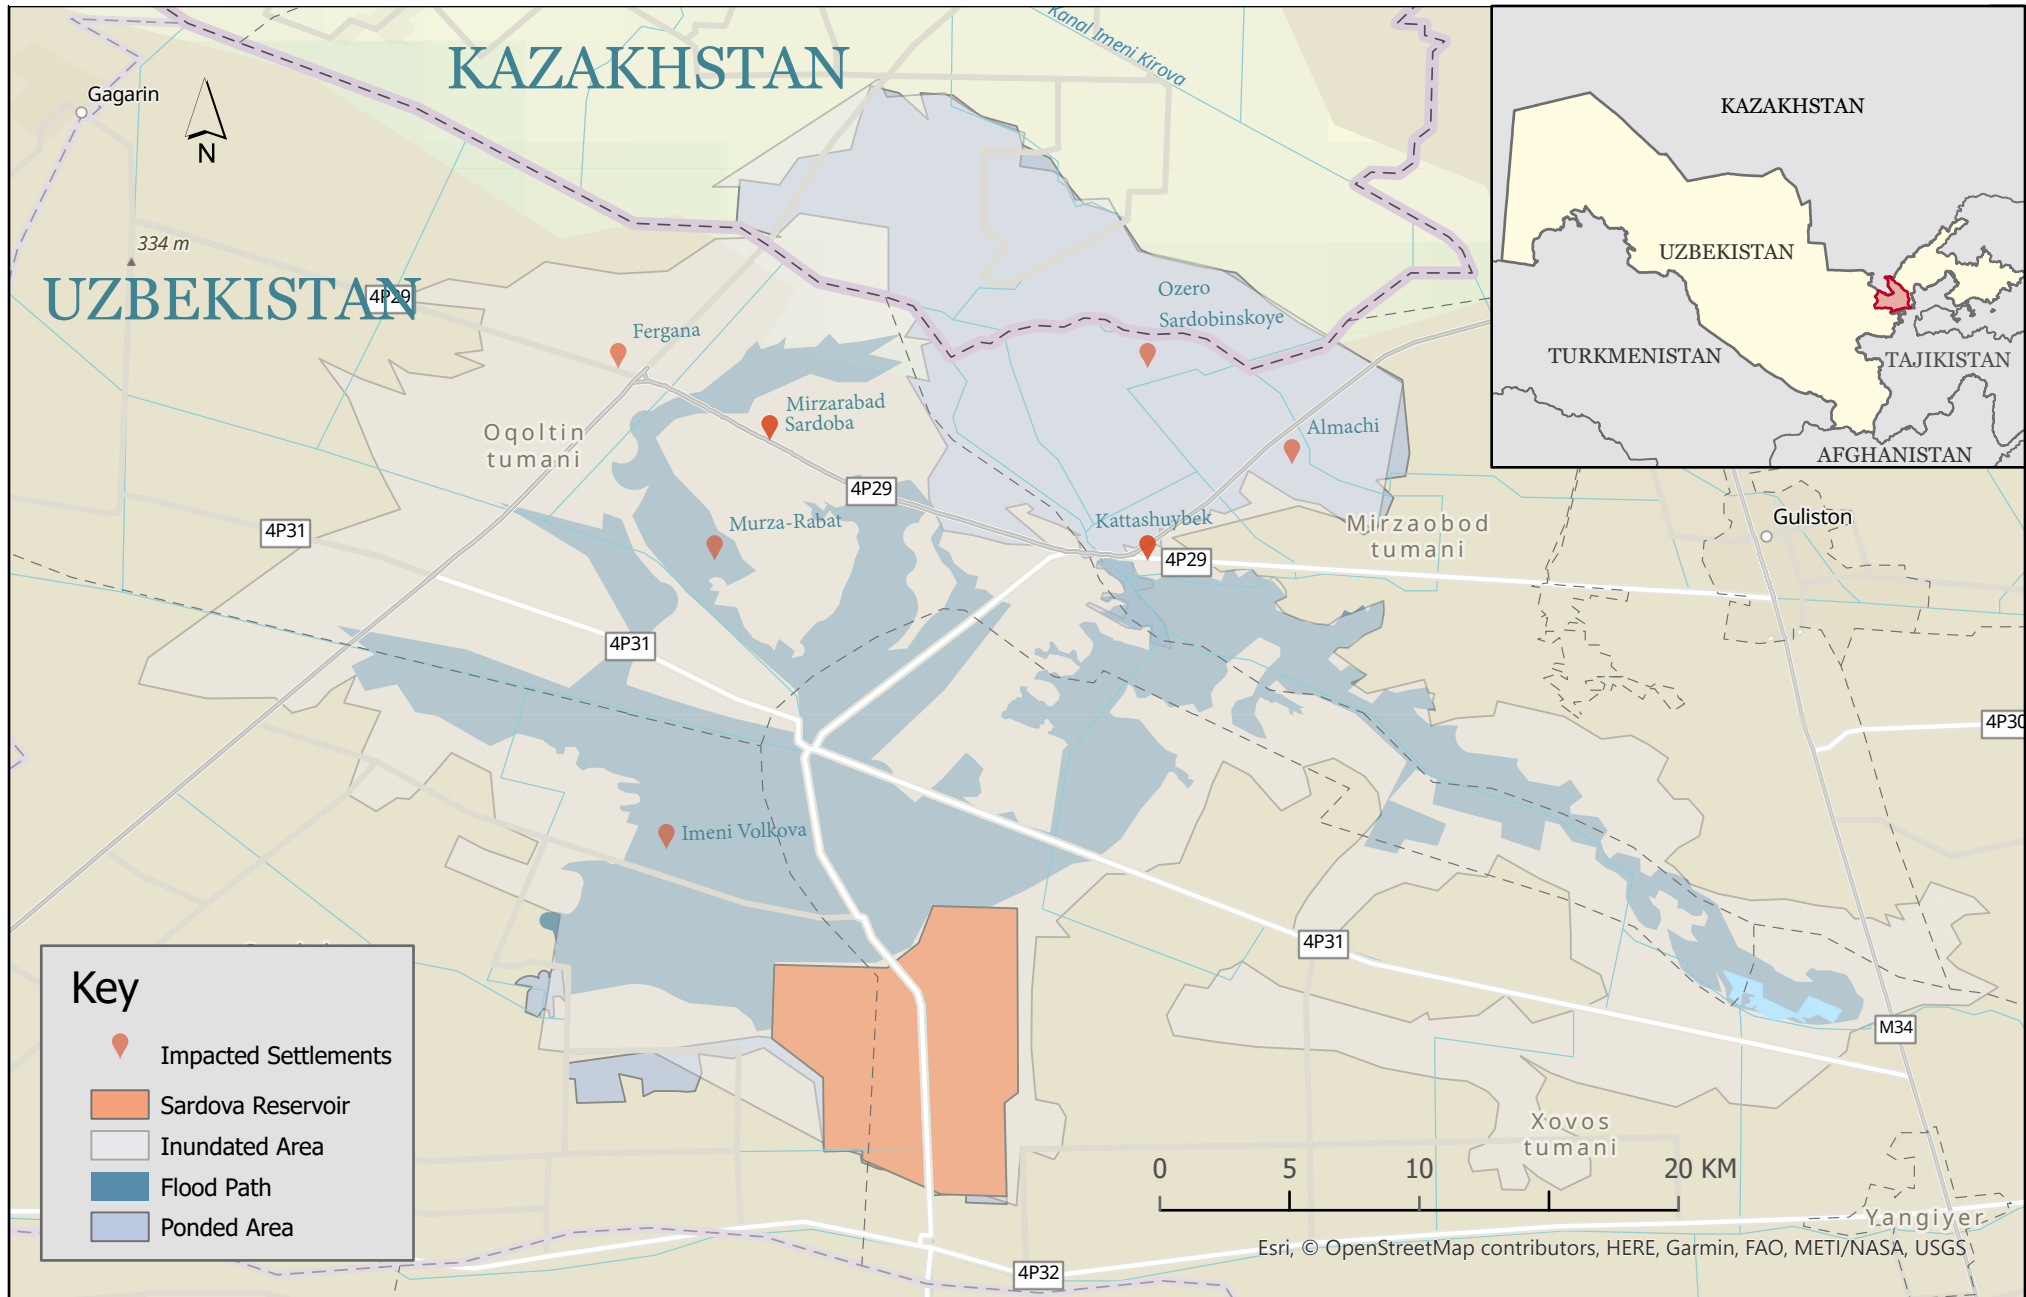 KAZAKHSTAN
Kanal Imeni Kirova
Gagarin
N
334 m
UZBEKISTAN
4P29
Ozero
Sardobinskoye
Fergana
Mirzarabad
Sardoba
Oqoltin
tumani
Almachi
4P29
4P31
Murza-Rabat
Kattashuybek
Mirzaobod
tumani
4P29
Guliston
4P31
4P30
Imeni Volkova
4P31
M34
Xovos
tumani
Yangiyer
4P32
KAZAKHSTAN
UZBEKISTAN
TURKMENISTAN
TAJIKISTAN
AFGHANISTAN
Key
Impacted Settlements
Sardova Reservoir
Inundated Area
Flood Path
Ponded Area
0 5 10 20 KM
Esri, © OpenStreetMap contributors, HERE, Garmin, FAO, METI/NASA, USGS